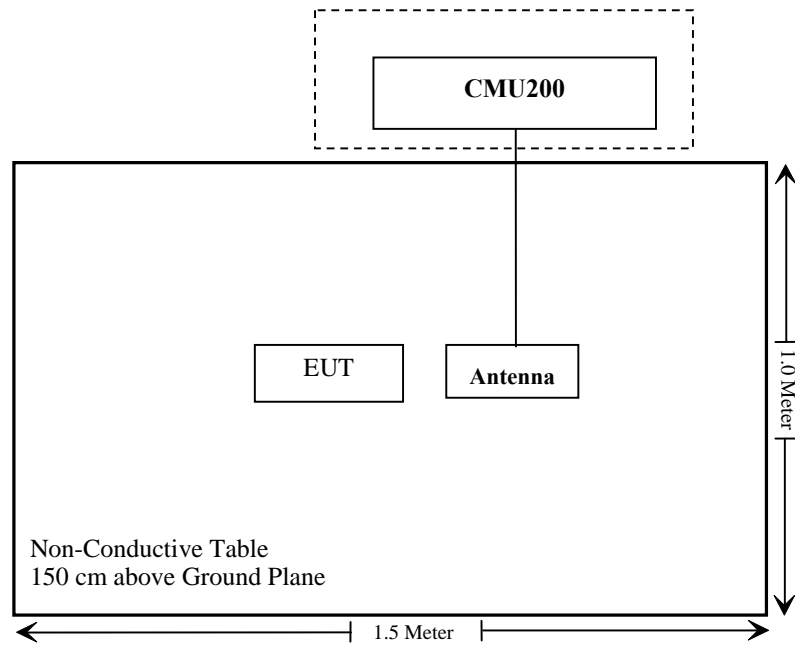 CMU200
EUT
Antenna
1.0 Meter
Non-Conductive Table
150 cm above Ground Plane
1.5 Meter